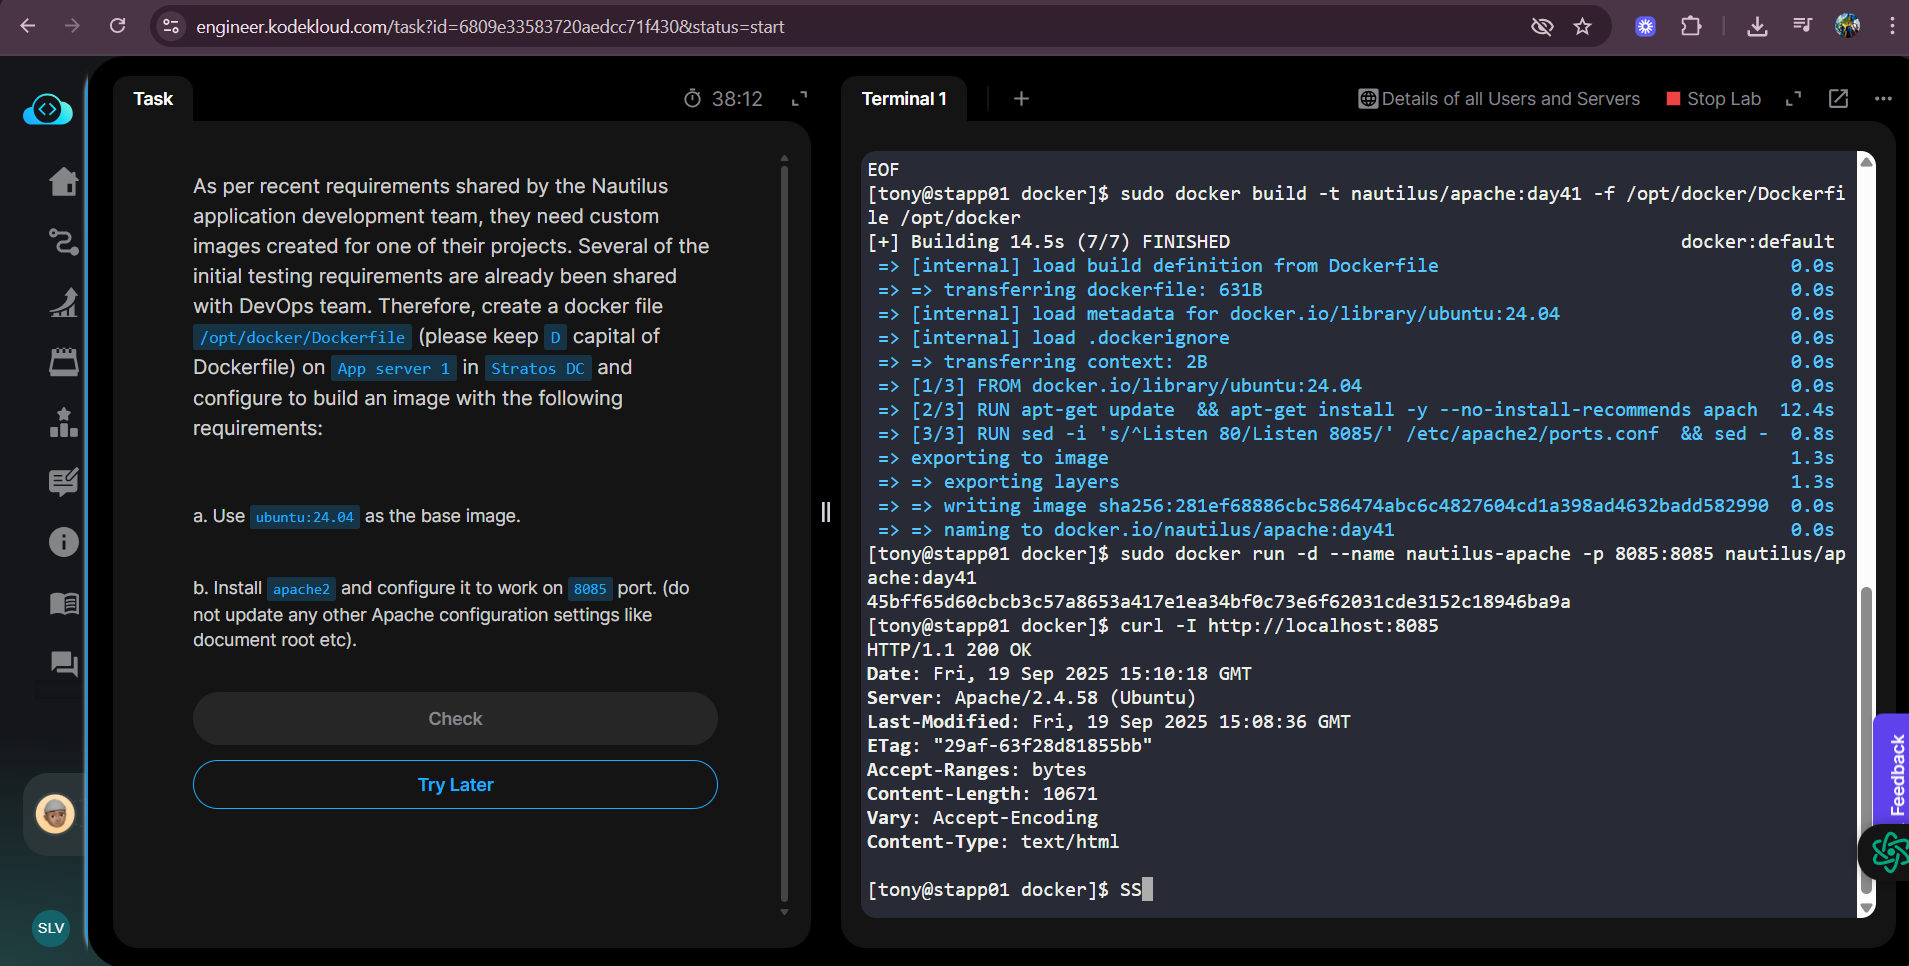 engineer.kodekloud.com/task?id=6809e33583720aedcc71f430&status=start
Task
38:12
As per recent requirements shared by the Nautilus
application development team, they need custom
images created for one of their projects. Several of the
initial testing requirements are already been shared
with DevOps team. Therefore, create a docker file
/opt/docker/Dockerfile (please keep D capital of
Dockerfile) on App server 1 in Stratos DC and
configure to build an image with the following
requirements:
a. Use ubuntu:24.04 as the base image.
b. Install apache2 and configure it to work on 8085 port. (do
not update any other Apache configuration settings like
document root etc).
Check
Try Later
SLV
Terminal 1
Details of all Users and Servers
Stop Lab
EOF
[tony@stapp01 docker]$ sudo docker build -t nautilus/apache:day41 -f /opt/docker/Dockerfi
le /opt/docker
[+] Building 14.5s (7/7) FINISHED docker:default
=> [internal] load build definition from Dockerfile 0.0s
=> => transferring dockerfile: 631B 0.0s
=> [internal] load metadata for docker.io/library/ubuntu:24.04 0.0s
=> [internal] load .dockerignore 0.0s
=> => transferring context: 2B 0.0s
=> [1/3] FROM docker.io/library/ubuntu:24.04 0.0s
=> [2/3] RUN apt-get update  && apt-get install -y --no-install-recommends apach 12.4s
=> [3/3] RUN sed -i 's/^Listen 80/Listen 8085/' /etc/apache2/ports.conf  && sed - 0.8s
=> exporting to image 1.3s
=> => exporting layers 1.3s
=> => writing image sha256:281ef68886cbc586474abc6c4827604cd1a398ad4632badd582990 0.0s
=> => naming to docker.io/nautilus/apache:day41 0.0s
[tony@stapp01 docker]$ sudo docker run -d --name nautilus-apache -p 8085:8085 nautilus/ap
ache:day41
45bff65d60cbcb3c57a8653a417e1ea34bf0c73e6f62031cde3152c18946ba9a
[tony@stapp01 docker]$ curl -I http://localhost:8085
HTTP/1.1 200 OK
Date: Fri, 19 Sep 2025 15:10:18 GMT
Server: Apache/2.4.58 (Ubuntu)
Last-Modified: Fri, 19 Sep 2025 15:08:36 GMT
ETag: "29af-63f28d81855bb"
Accept-Ranges: bytes
Content-Length: 10671
Vary: Accept-Encoding
Content-Type: text/html
[tony@stapp01 docker]$ SS
Feedback